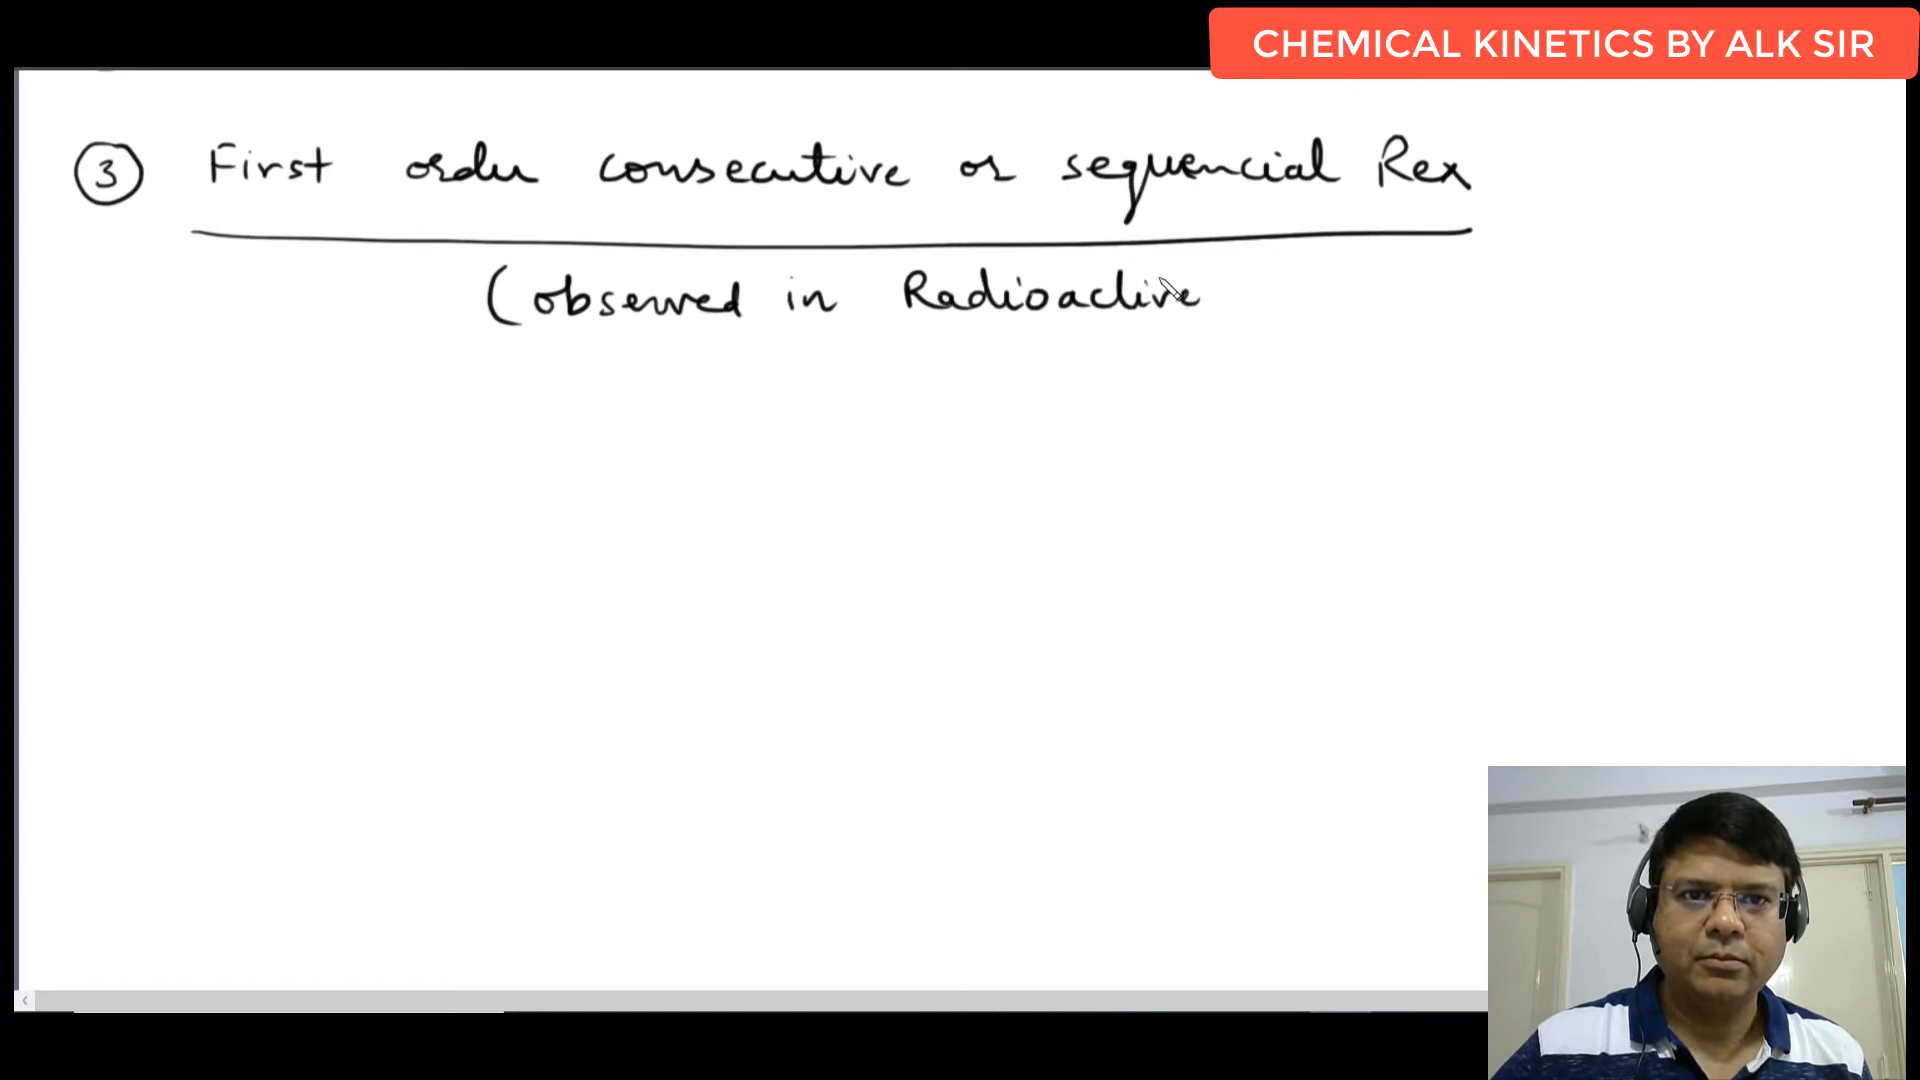 CHEMICAL KINETICS BY ALK SIR
③ First order consecutive or sequencial Rex
(observed in Radioactive